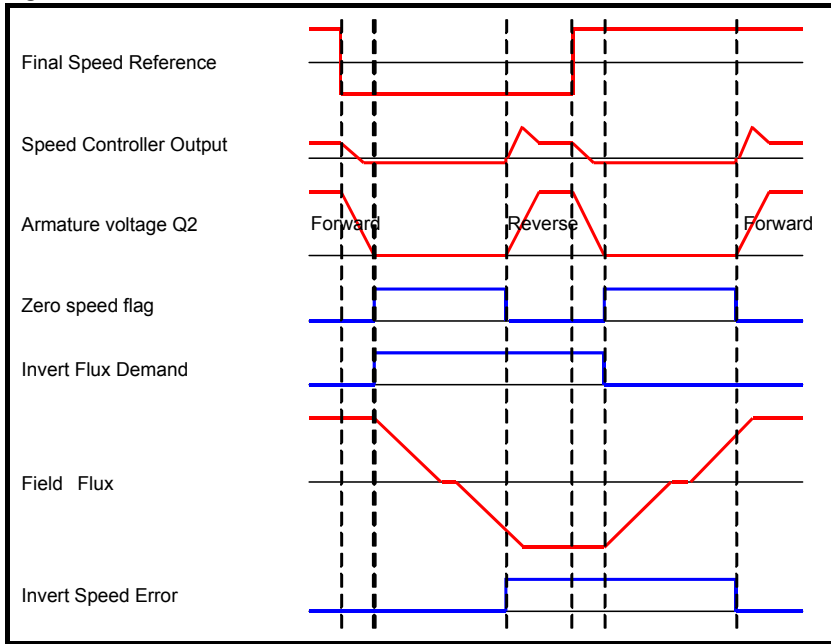 Final Speed Reference
Speed Controller Output
Armature voltage Q2
Forward
Reverse
Forward
Zero speed flag
Invert Flux Demand
Field Flux
Invert Speed Error